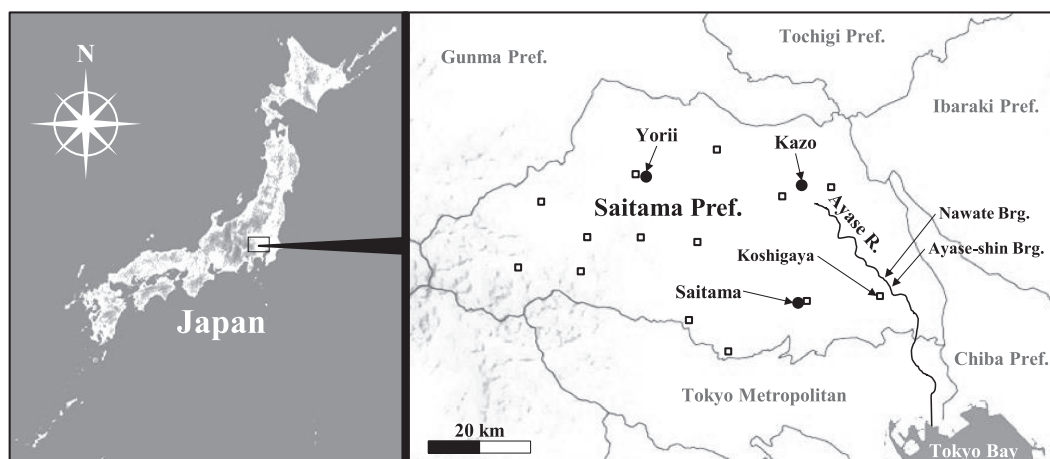 N
Japan
Gunma Pref.
Tochigi Pref.
Ibaraki Pref.
Yorii
Kazo
Saitama Pref.
Ayase R.
Nawate Brg.
Ayase-shin Brg.
Koshigaya
Saitama
Chiba Pref.
Tokyo Metropolitan
20 km
Tokyo Bay